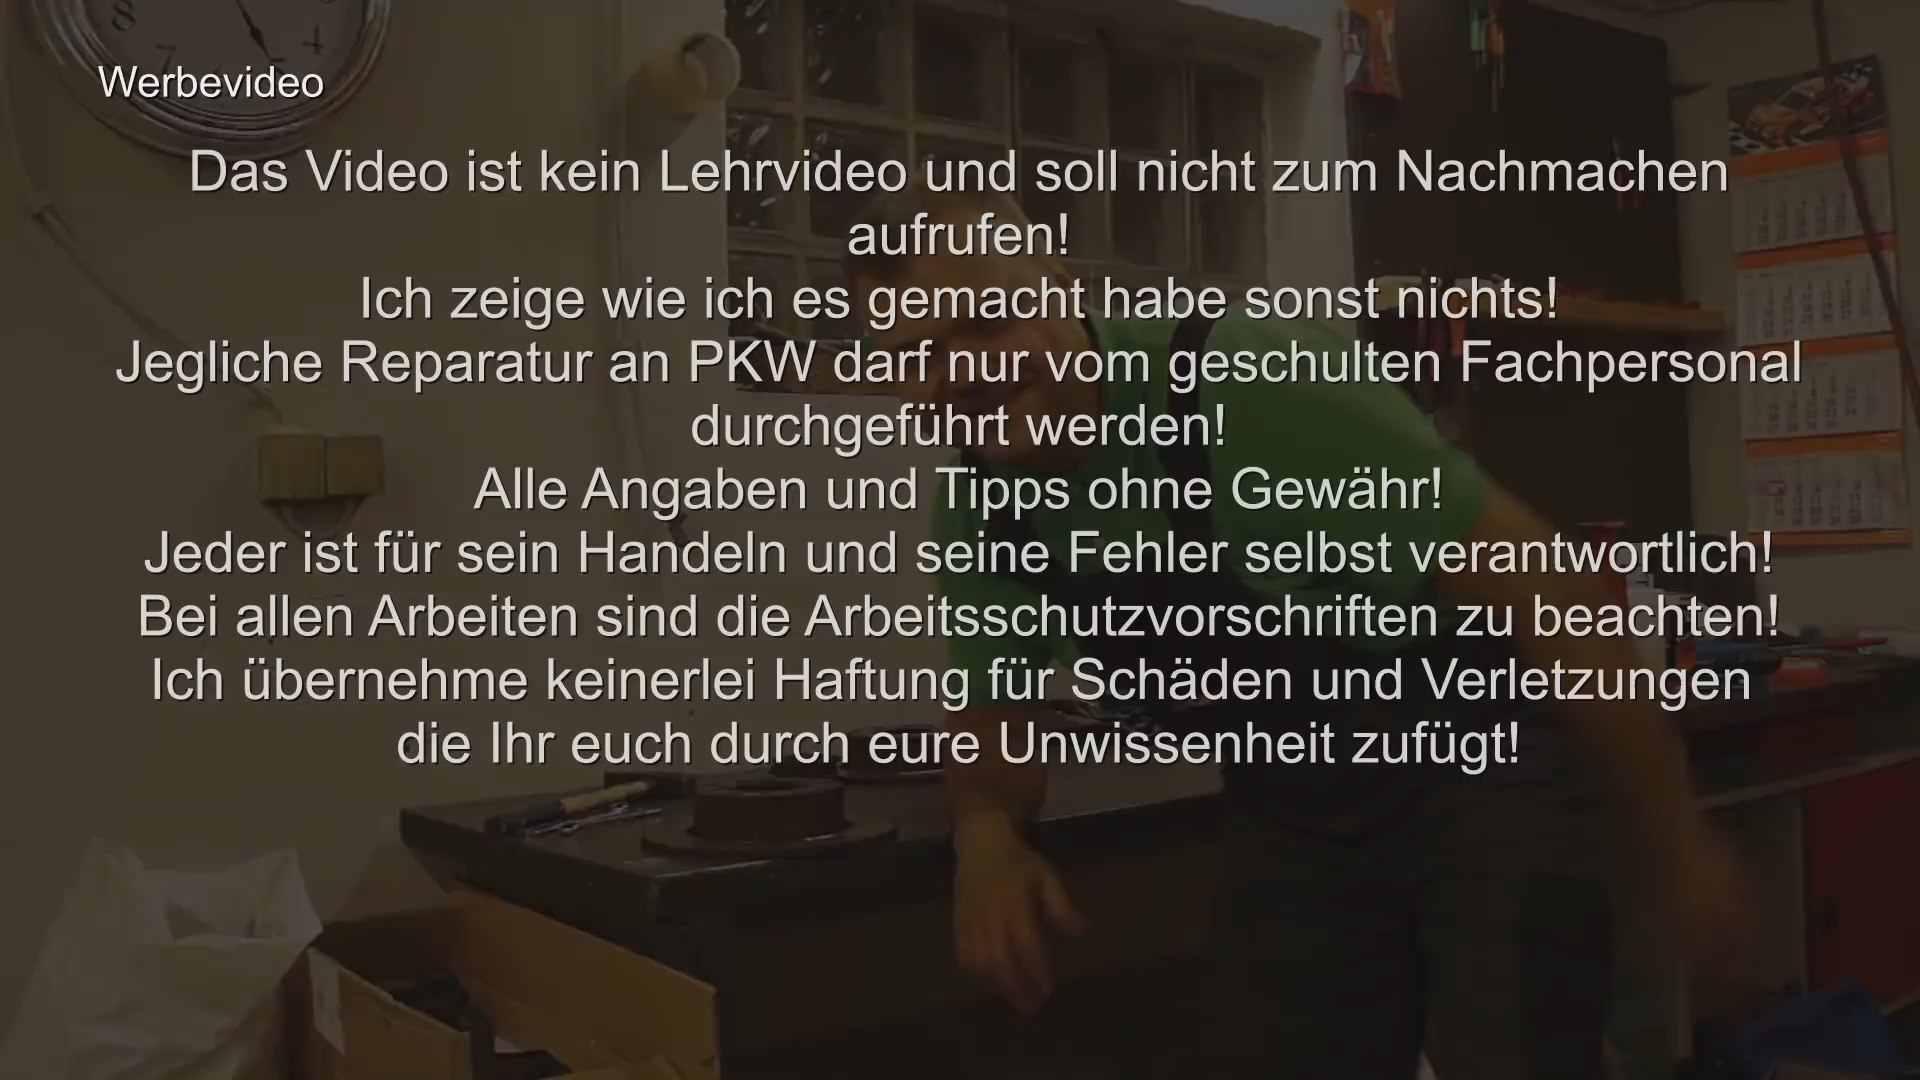 Werbevideo
Das Video ist kein Lehrvideo und soll nicht zum Nachmachen
aufrufen!
Ich zeige wie ich es gemacht habe sonst nichts!
Jegliche Reparatur an PKW darf nur vom geschulten Fachpersonal
durchgeführt werden!
Alle Angaben und Tipps ohne Gewähr!
Jeder ist für sein Handeln und seine Fehler selbst verantwortlich!
Bei allen Arbeiten sind die Arbeitsschutzvorschriften zu beachten!
Ich übernehme keinerlei Haftung für Schäden und Verletzungen
die Ihr euch durch eure Unwissenheit zufügt!